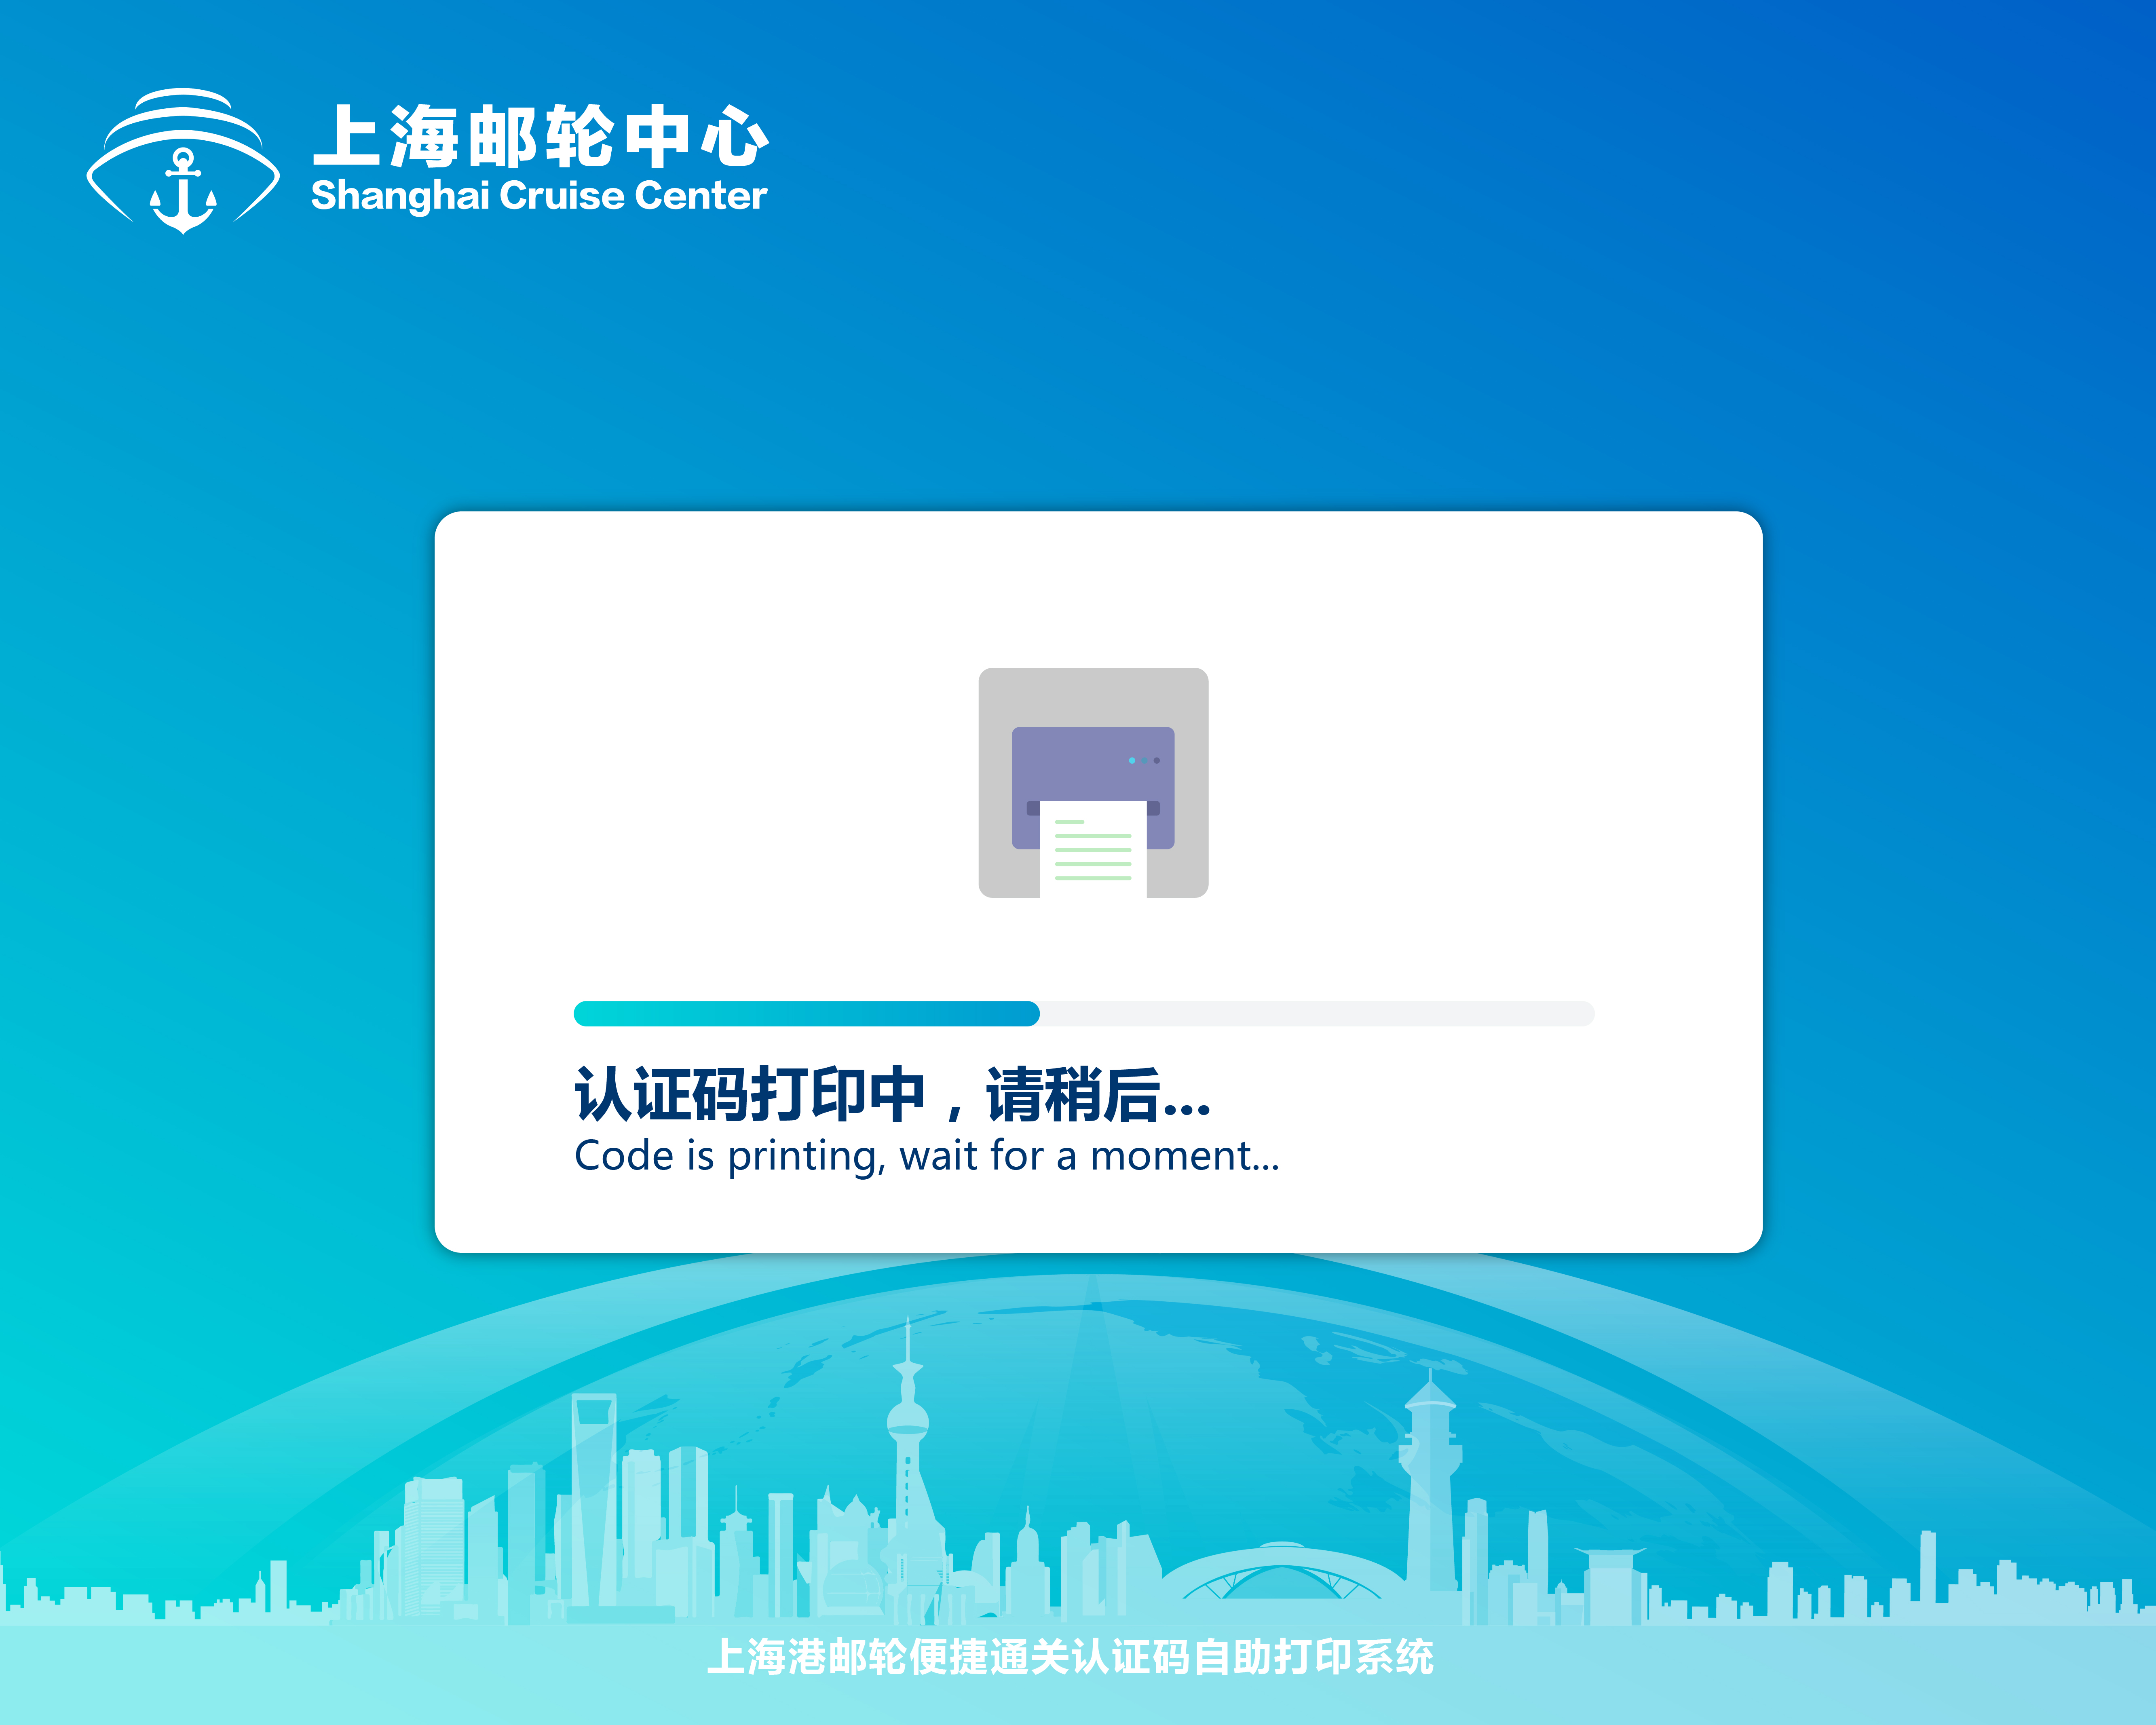 上海邮轮中心
Shanghai Cruise Center
认证码打印中，请稍后...
Code is printing, wait for a moment...
上海港邮轮便捷通关认证码自助打印系统